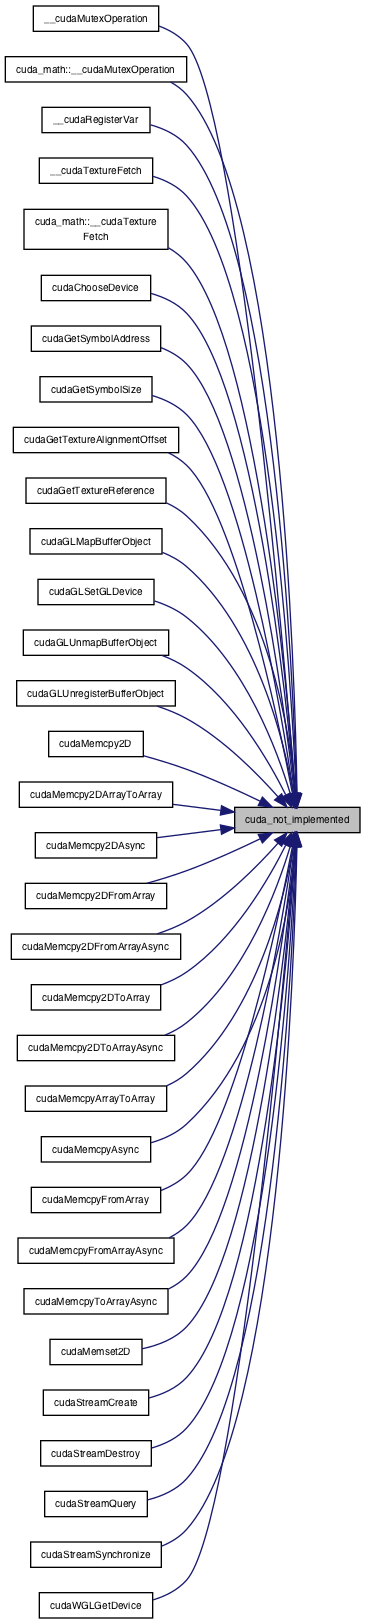 __cudaMutexOperation
cuda_math::__cudaMutexOperation
__cudaRegisterVar
__cudaTextureFetch
cuda_math::__cudaTexture
Fetch
cudaChooseDevice
cudaGetSymbolAddress
cudaGetSymbolSize
cudaGetTextureAlignmentOffset
cudaGetTextureReference
cudaGLMapBufferObject
cudaGLSetGLDevice
cudaGLUnmapBufferObject
cudaGLUnregisterBufferObject
cudaMemcpy2D
cudaMemcpy2DArrayToArray
cuda_not_implemented
cudaMemcpy2DAsync
cudaMemcpy2DFromArray
cudaMemcpy2DFromArrayAsync
cudaMemcpy2DToArray
cudaMemcpy2DToArrayAsync
cudaMemcpyArrayToArray
cudaMemcpyAsync
cudaMemcpyFromArray
cudaMemcpyFromArrayAsync
cudaMemcpyToArrayAsync
cudaMemset2D
cudaStreamCreate
cudaStreamDestroy
cudaStreamQuery
cudaStreamSynchronize
cudaWGLGetDevice